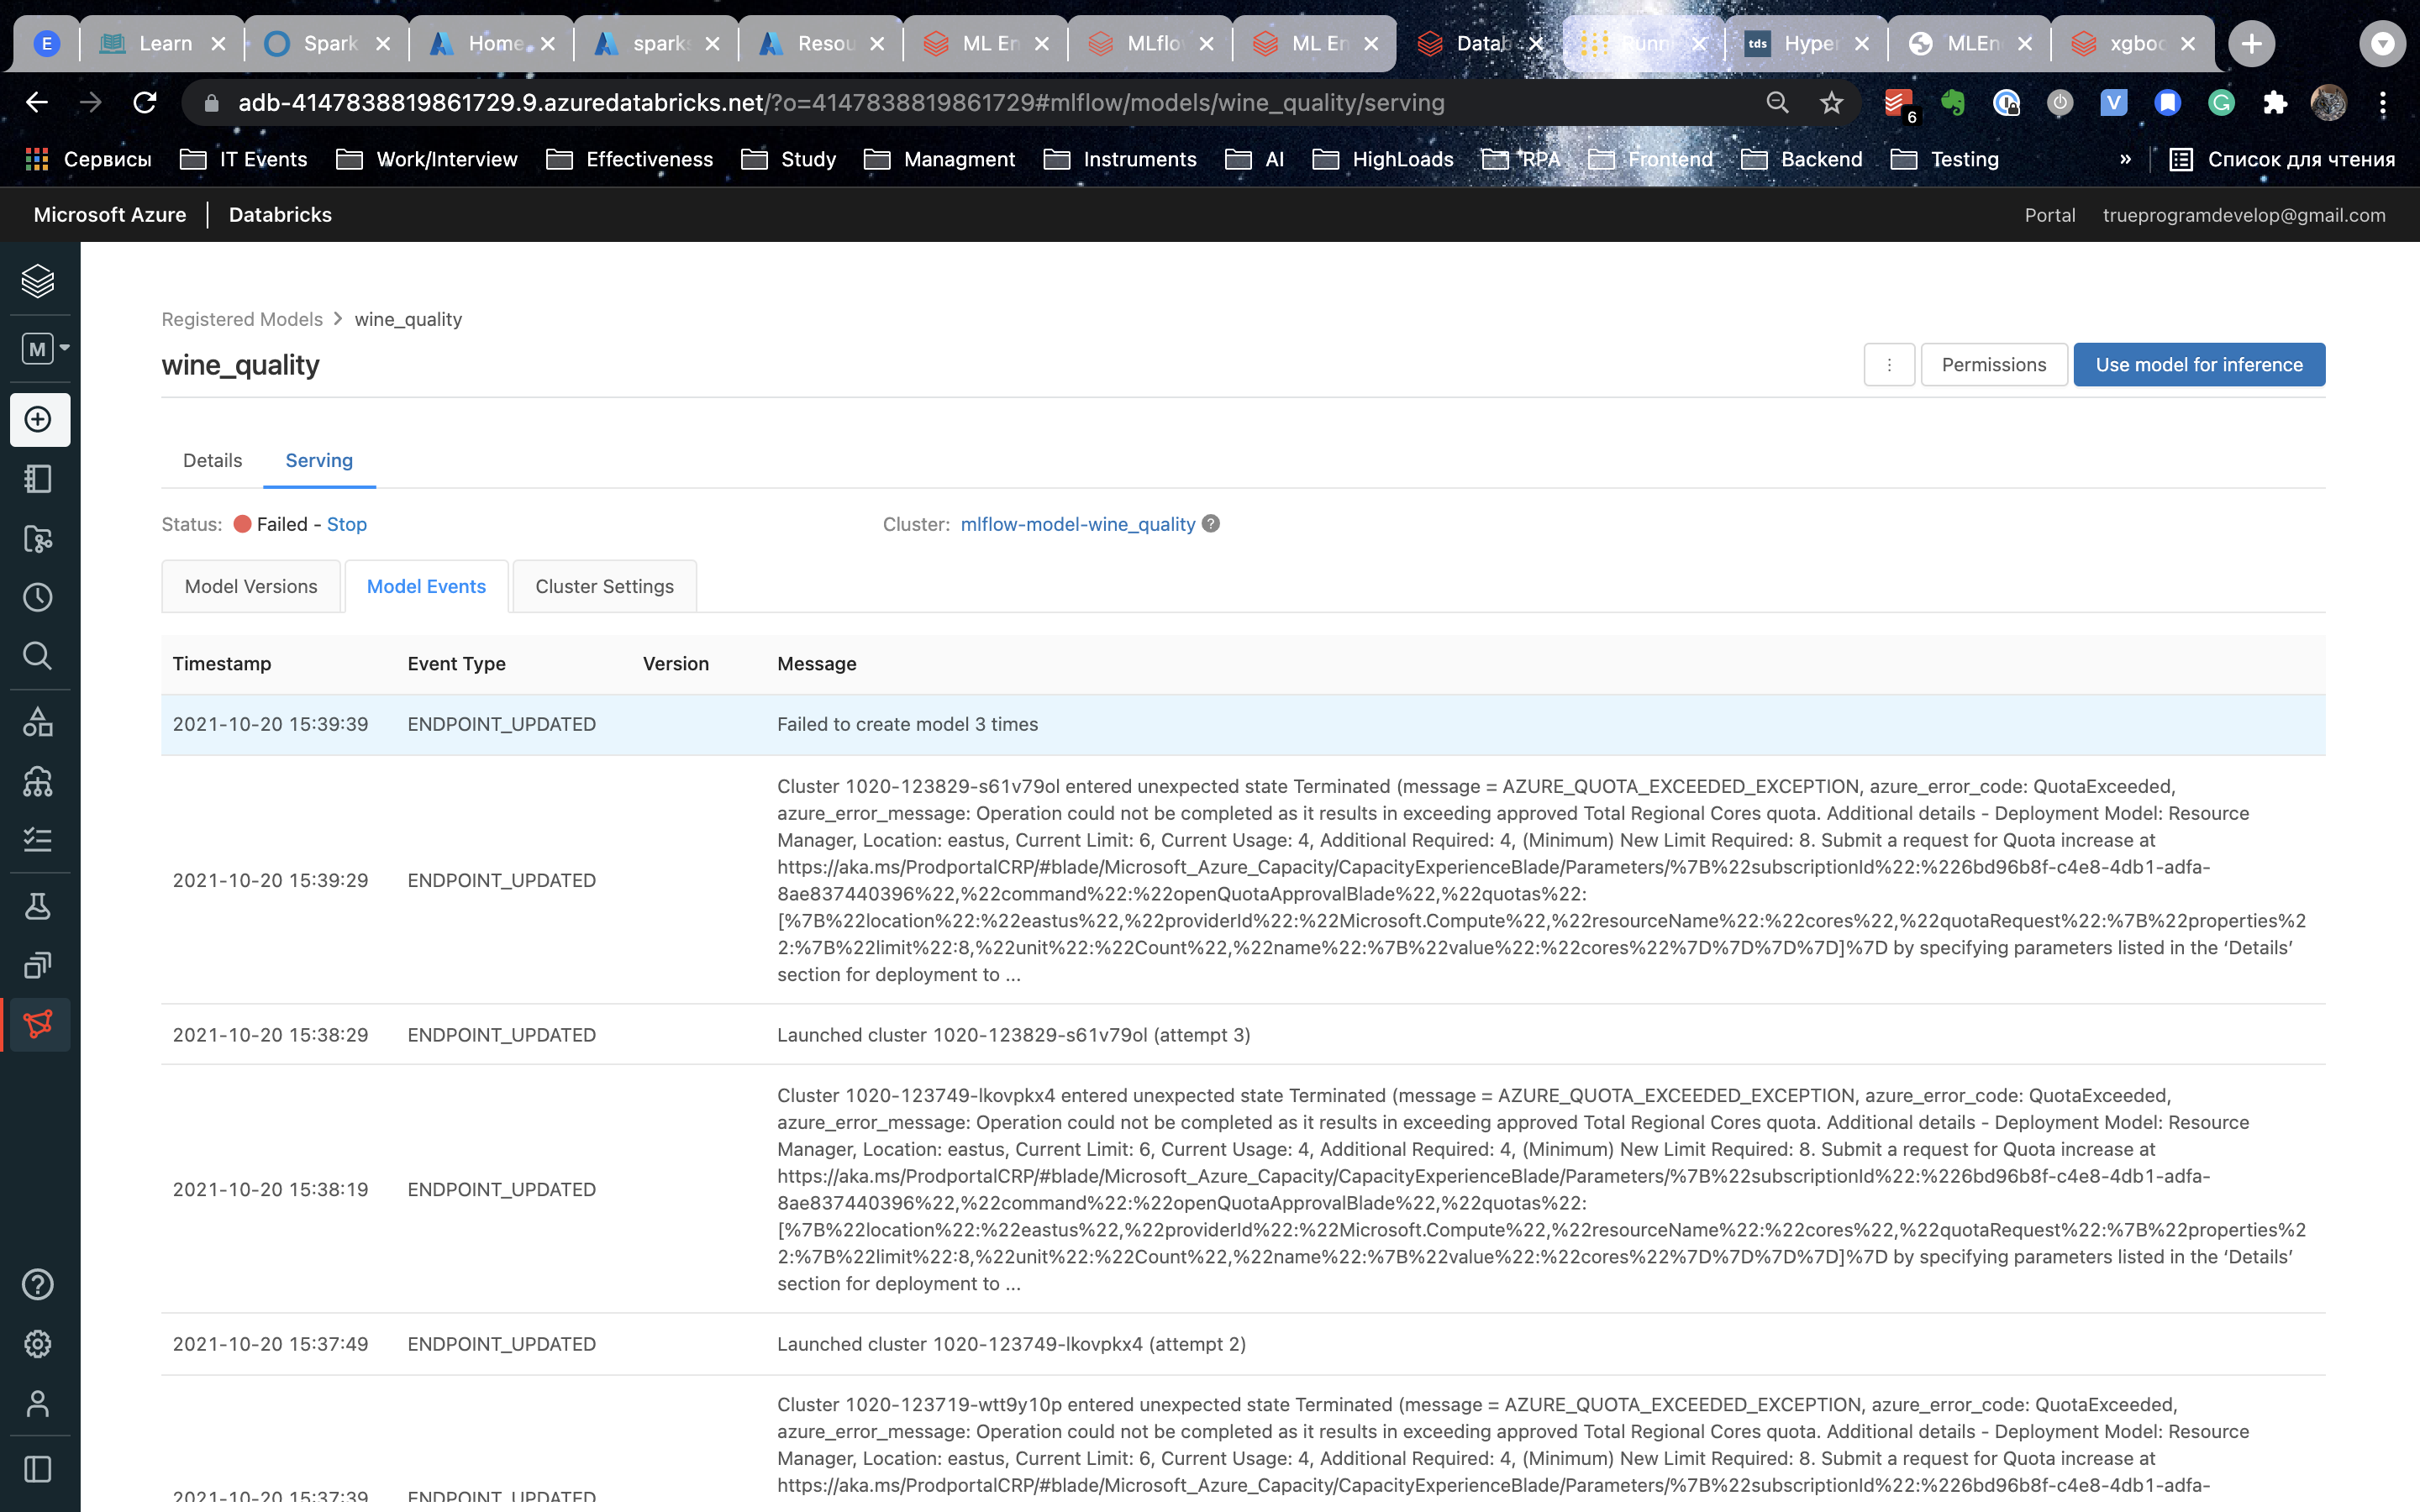 E Learn Spark Home sparks Resou ML En MLflo ML En Datab Runn tds Hyper MLEn xgboo
adb-4147838819861729.9.azuredatabricks.net/?o=4147838819861729#mlflow/models/wine_quality/serving 6
Сервисы IT Events Work/Interview Effectiveness Study Managment Instruments AI HighLoads RPA Frontend Backend Testing » Список для чтения
Microsoft Azure Databricks Portal trueprogramdevelop@gmail.com
M
Registered Models > wine_quality
wine_quality
Permissions Use model for inference
Details Serving
Status: Failed - Stop Cluster: mlflow-model-wine_quality ?
Model Versions Model Events Cluster Settings
Timestamp Event Type Version Message
2021-10-20 15:39:39 ENDPOINT_UPDATED Failed to create model 3 times
Cluster 1020-123829-s61v79ol entered unexpected state Terminated (message = AZURE_QUOTA_EXCEEDED_EXCEPTION, azure_error_code: QuotaExceeded,
azure_error_message: Operation could not be completed as it results in exceeding approved Total Regional Cores quota. Additional details - Deployment Model: Resource
Manager, Location: eastus, Current Limit: 6, Current Usage: 4, Additional Required: 4, (Minimum) New Limit Required: 8. Submit a request for Quota increase at
https://aka.ms/ProdportalCRP/#blade/Microsoft_Azure_Capacity/CapacityExperienceBlade/Parameters/%7B%22subscriptionId%22:%226bd96b8f-c4e8-4db1-adfa-
2021-10-20 15:39:29 ENDPOINT_UPDATED
8ae837440396%22,%22command%22:%22openQuotaApprovalBlade%22,%22quotas%22:
[%7B%22location%22:%22eastus%22,%22providerId%22:%22Microsoft.Compute%22,%22resourceName%22:%22cores%22,%22quotaRequest%22:%7B%22properties%2
2:%7B%22limit%22:8,%22unit%22:%22Count%22,%22name%22:%7B%22value%22:%22cores%22%7D%7D%7D%7D]%7D by specifying parameters listed in the ‘Details’
section for deployment to ...
2021-10-20 15:38:29 ENDPOINT_UPDATED Launched cluster 1020-123829-s61v79ol (attempt 3)
Cluster 1020-123749-lkovpkx4 entered unexpected state Terminated (message = AZURE_QUOTA_EXCEEDED_EXCEPTION, azure_error_code: QuotaExceeded,
azure_error_message: Operation could not be completed as it results in exceeding approved Total Regional Cores quota. Additional details - Deployment Model: Resource
Manager, Location: eastus, Current Limit: 6, Current Usage: 4, Additional Required: 4, (Minimum) New Limit Required: 8. Submit a request for Quota increase at
https://aka.ms/ProdportalCRP/#blade/Microsoft_Azure_Capacity/CapacityExperienceBlade/Parameters/%7B%22subscriptionId%22:%226bd96b8f-c4e8-4db1-adfa-
2021-10-20 15:38:19 ENDPOINT_UPDATED
8ae837440396%22,%22command%22:%22openQuotaApprovalBlade%22,%22quotas%22:
[%7B%22location%22:%22eastus%22,%22providerId%22:%22Microsoft.Compute%22,%22resourceName%22:%22cores%22,%22quotaRequest%22:%7B%22properties%2
2:%7B%22limit%22:8,%22unit%22:%22Count%22,%22name%22:%7B%22value%22:%22cores%22%7D%7D%7D%7D]%7D by specifying parameters listed in the ‘Details’
section for deployment to ...
2021-10-20 15:37:49 ENDPOINT_UPDATED Launched cluster 1020-123749-lkovpkx4 (attempt 2)
Cluster 1020-123719-wtt9y10p entered unexpected state Terminated (message = AZURE_QUOTA_EXCEEDED_EXCEPTION, azure_error_code: QuotaExceeded,
azure_error_message: Operation could not be completed as it results in exceeding approved Total Regional Cores quota. Additional details - Deployment Model: Resource
Manager, Location: eastus, Current Limit: 6, Current Usage: 4, Additional Required: 4, (Minimum) New Limit Required: 8. Submit a request for Quota increase at
https://aka.ms/ProdportalCRP/#blade/Microsoft_Azure_Capacity/CapacityExperienceBlade/Parameters/%7B%22subscriptionId%22:%226bd96b8f-c4e8-4db1-adfa-
2021-10-20 15:37:39 ENDPOINT_UPDATED